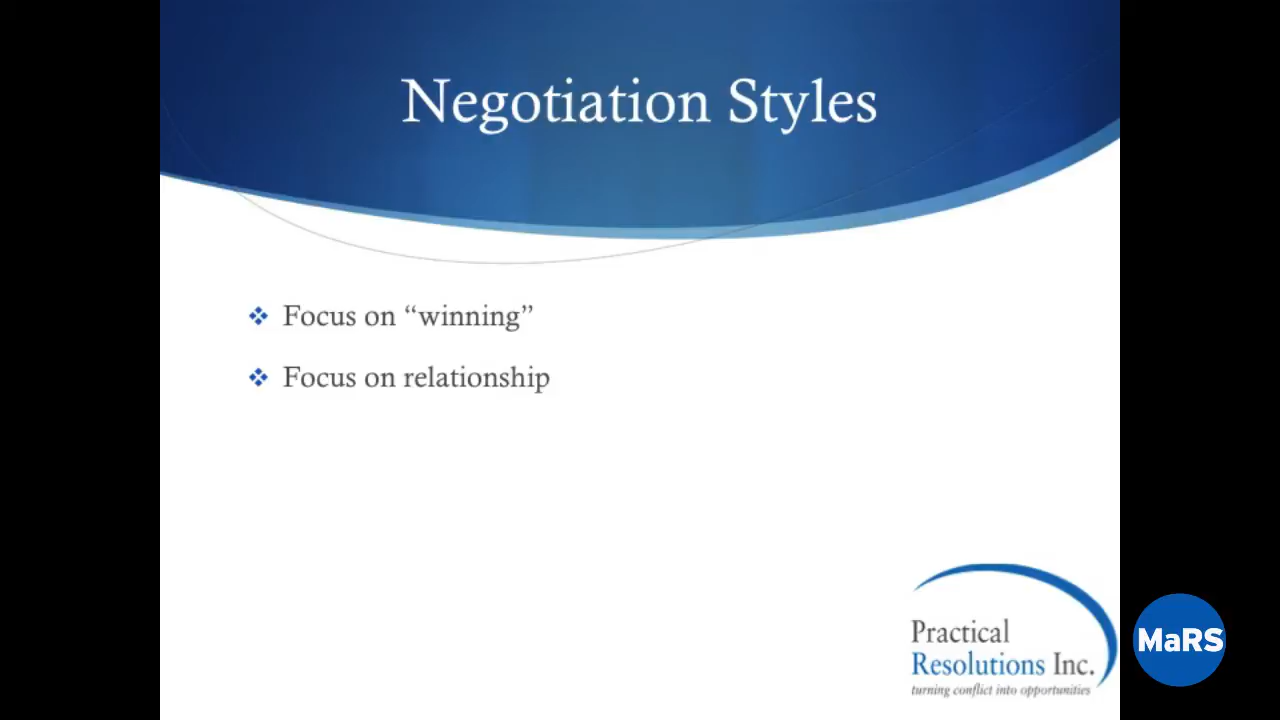 Negotiation Styles
Focus on “winning”
Focus on relationship
Practical
Resolutions Inc.
turning conflict into opportunities
MaRS